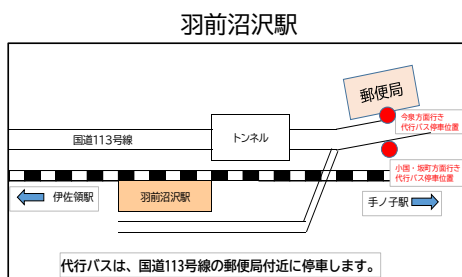 羽前沼沢駅
郵便局
今泉方面行き
代行バス停車位置
国道113号線
トンネル
小国・坂町方面行き
代行バス停車位置
伊佐領駅
羽前沼沢駅
手ノ子駅
代行バスは、国道113号線の郵便局付近に停車します。